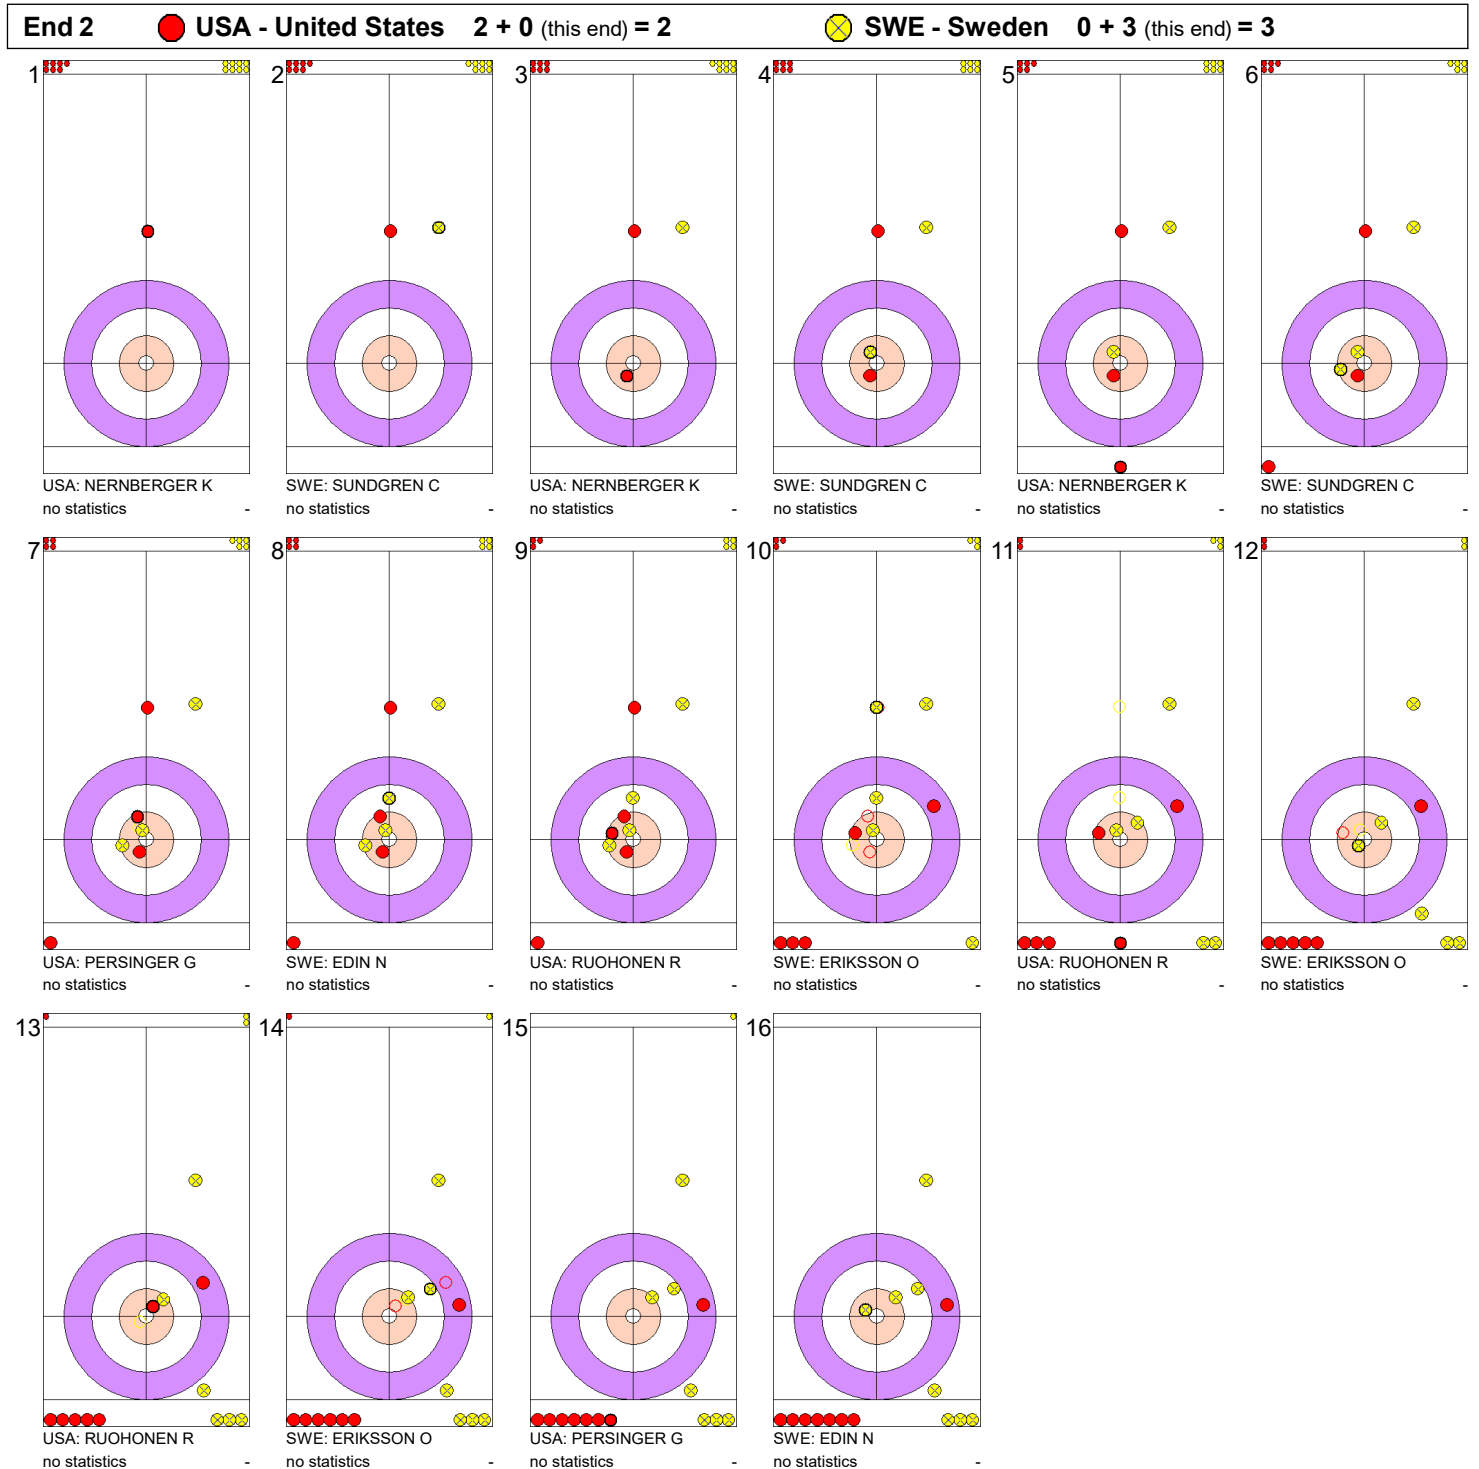 End 2 USA - United States 2 + 0 (this end) = 2 SWE - Sweden 0 + 3 (this end) = 3
1 2 3 4 5 6
USA: NERNBERGER K SWE: SUNDGREN C USA: NERNBERGER K SWE: SUNDGREN C USA: NERNBERGER K SWE: SUNDGREN C
no statistics - no statistics - no statistics - no statistics - no statistics - no statistics -
7 8 9 10 11 12
USA: PERSINGER G SWE: EDIN N USA: RUOHONEN R SWE: ERIKSSON O USA: RUOHONEN R SWE: ERIKSSON O
no statistics - no statistics - no statistics - no statistics - no statistics - no statistics -
13 14 15 16
USA: RUOHONEN R SWE: ERIKSSON O USA: PERSINGER G SWE: EDIN N
no statistics - no statistics - no statistics - no statistics -